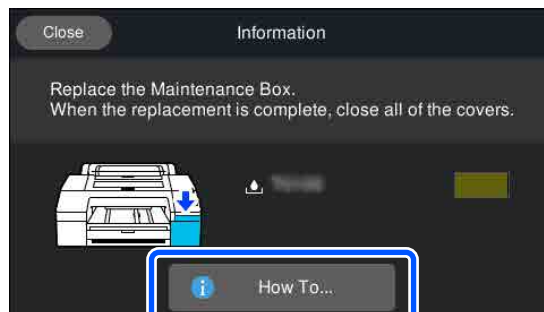 Close
Information
Replace the Maintenance Box.
When the replacement is complete, close all of the covers.
How To...